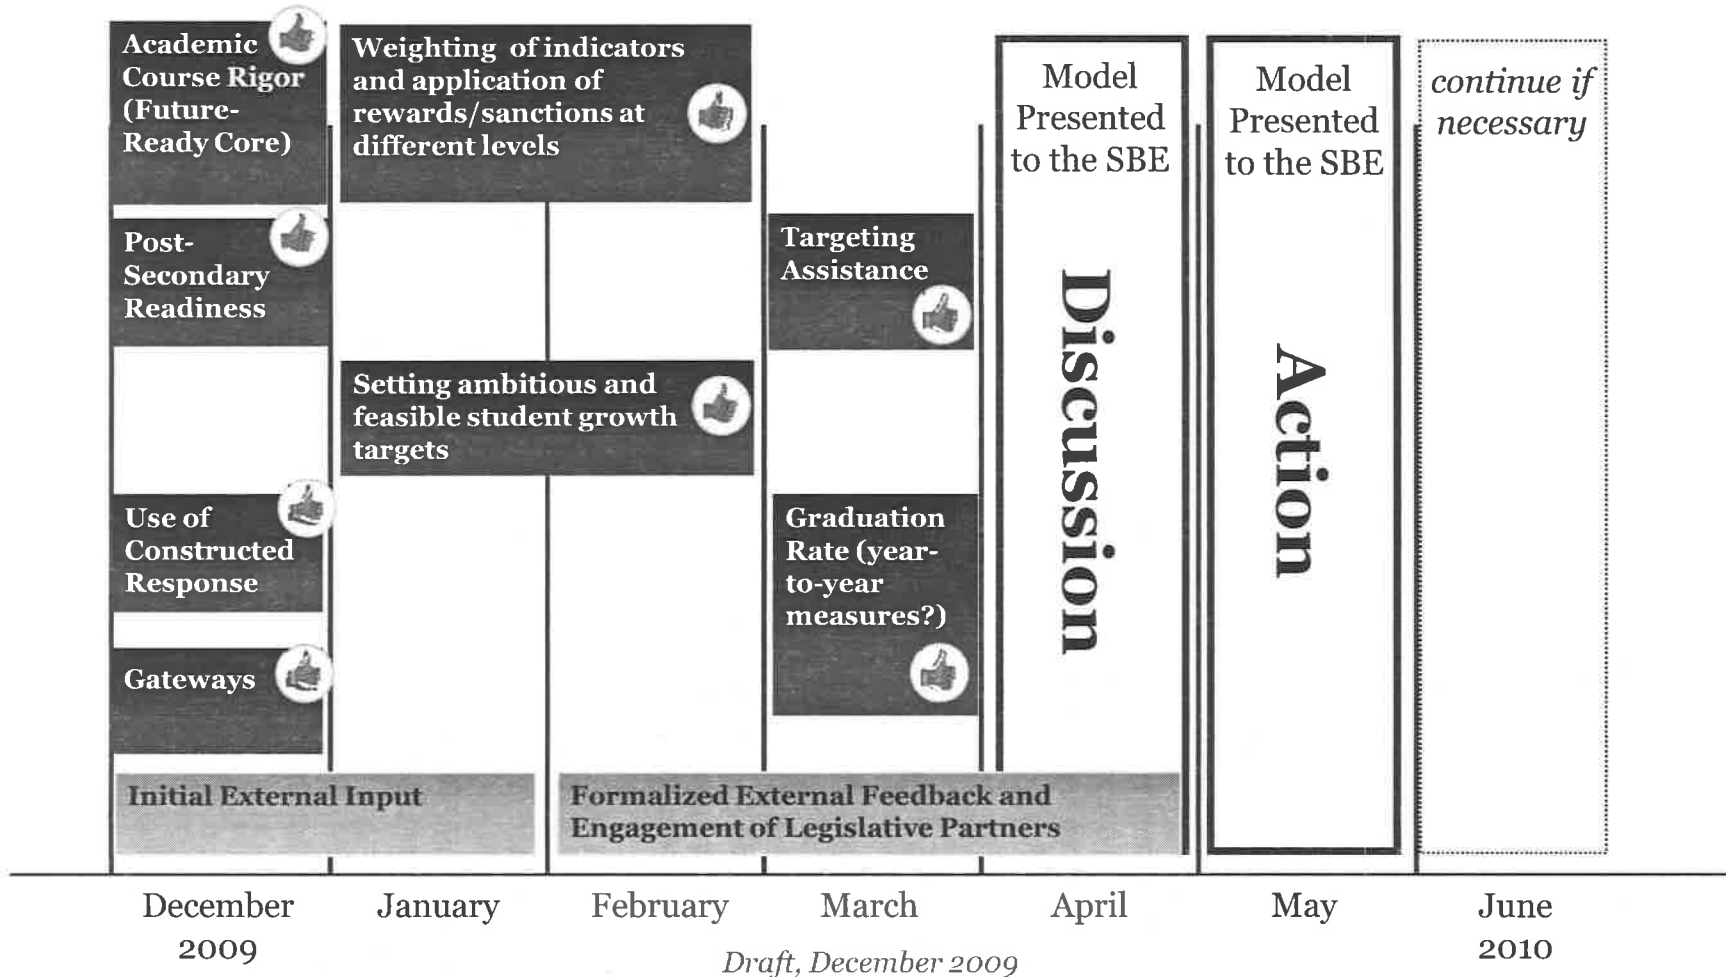 Academic
Course Rigor
(Future-
Ready Core)
Weighting of indicators
and application of
rewards/sanctions at
different levels
Model
Presented
to the SBE
Discussion
Model
Presented
to the SBE
Action
continue if
necessary
Post-
Secondary
Readiness
Targeting
Assistance
Setting ambitious and
feasible student growth
targets
Use of
Constructed
Response
Graduation
Rate (year-
to-year
measures?)
Gateways
Initial External Input
Formalized External Feedback and
Engagement of Legislative Partners
December
2009
January
February
March
April
May
June
2010
Draft, December 2009